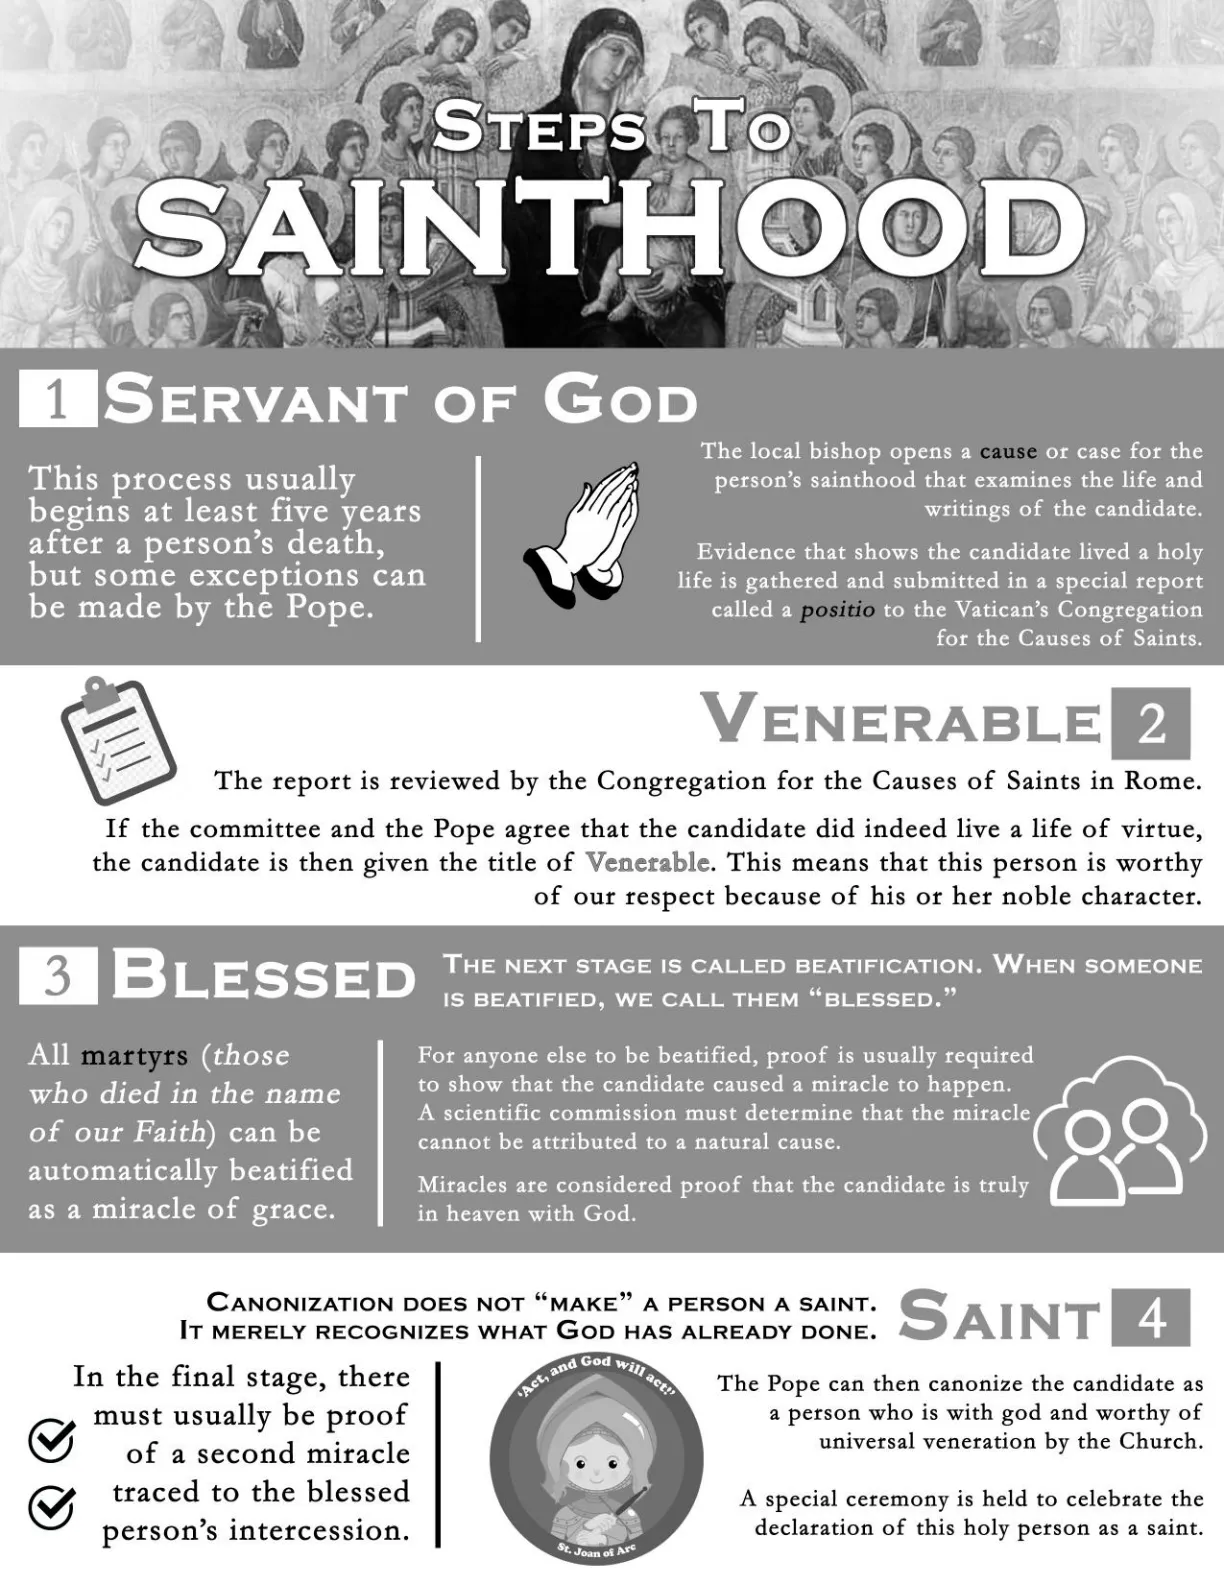 STEPS TO
SAINTHOOD
1 SERVANT OF GOD
This process usually
begins at least five years
after a person's death,
but some exceptions can
be made by the Pope.
The local bishop opens a cause or case for the
person's sainthood that examines the life and
writings of the candidate.
Evidence that shows the candidate lived a holy
life is gathered and submitted in a special report
called a positio to the Vatican's Congregation
for the Causes of Saints.
VENERABLE 2
The report is reviewed by the Congregation for the Causes of Saints in Rome.
If the committee and the Pope agree that the candidate did indeed live a life of virtue,
the candidate is then given the title of Venerable. This means that this person is worthy
of our respect because of his or her noble character.
3 BLESSED
THE NEXT STAGE IS CALLED BEATIFICATION. WHEN SOMEONE
IS BEATIFIED, WE CALL THEM “BLESSED.”
All martyrs (those
who died in the name
of our Faith) can be
automatically beatified
as a miracle of grace.
For anyone else to be beatified, proof is usually required
to show that the candidate caused a miracle to happen.
A scientific commission must determine that the miracle
cannot be attributed to a natural cause.
Miracles are considered proof that the candidate is truly
in heaven with God.
CANONIZATION DOES NOT “MAKE” A PERSON A SAINT.
IT MERELY RECOGNIZES WHAT GOD HAS ALREADY DONE.
SAINT 4
In the final stage, there
must usually be proof
of a second miracle
traced to the blessed
person's intercession.
'Act, and God will act!'
St. Joan of Arc
The Pope can then canonize the candidate as
a person who is with god and worthy of
universal veneration by the Church.
A special ceremony is held to celebrate the
declaration of this holy person as a saint.